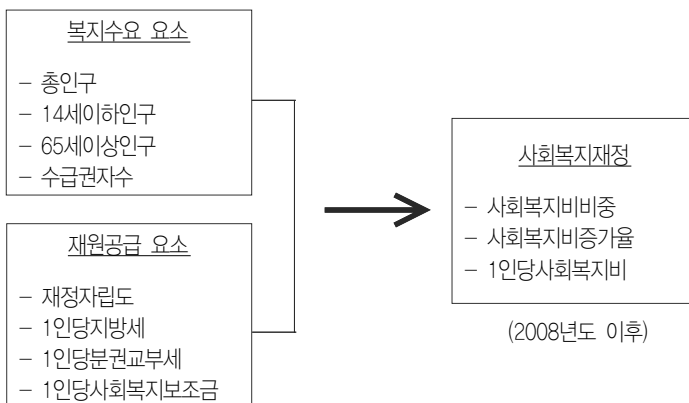 복지수요 요소
- 총인구
- 14세이하인구
- 65세이상인구
- 수급권자수
재원공급 요소
- 재정자립도
- 1인당지방세
- 1인당분권교부세
- 1인당사회복지보조금
사회복지재정
- 사회복지비비중
- 사회복지비증가율
- 1인당사회복지비
(2008년도 이후)